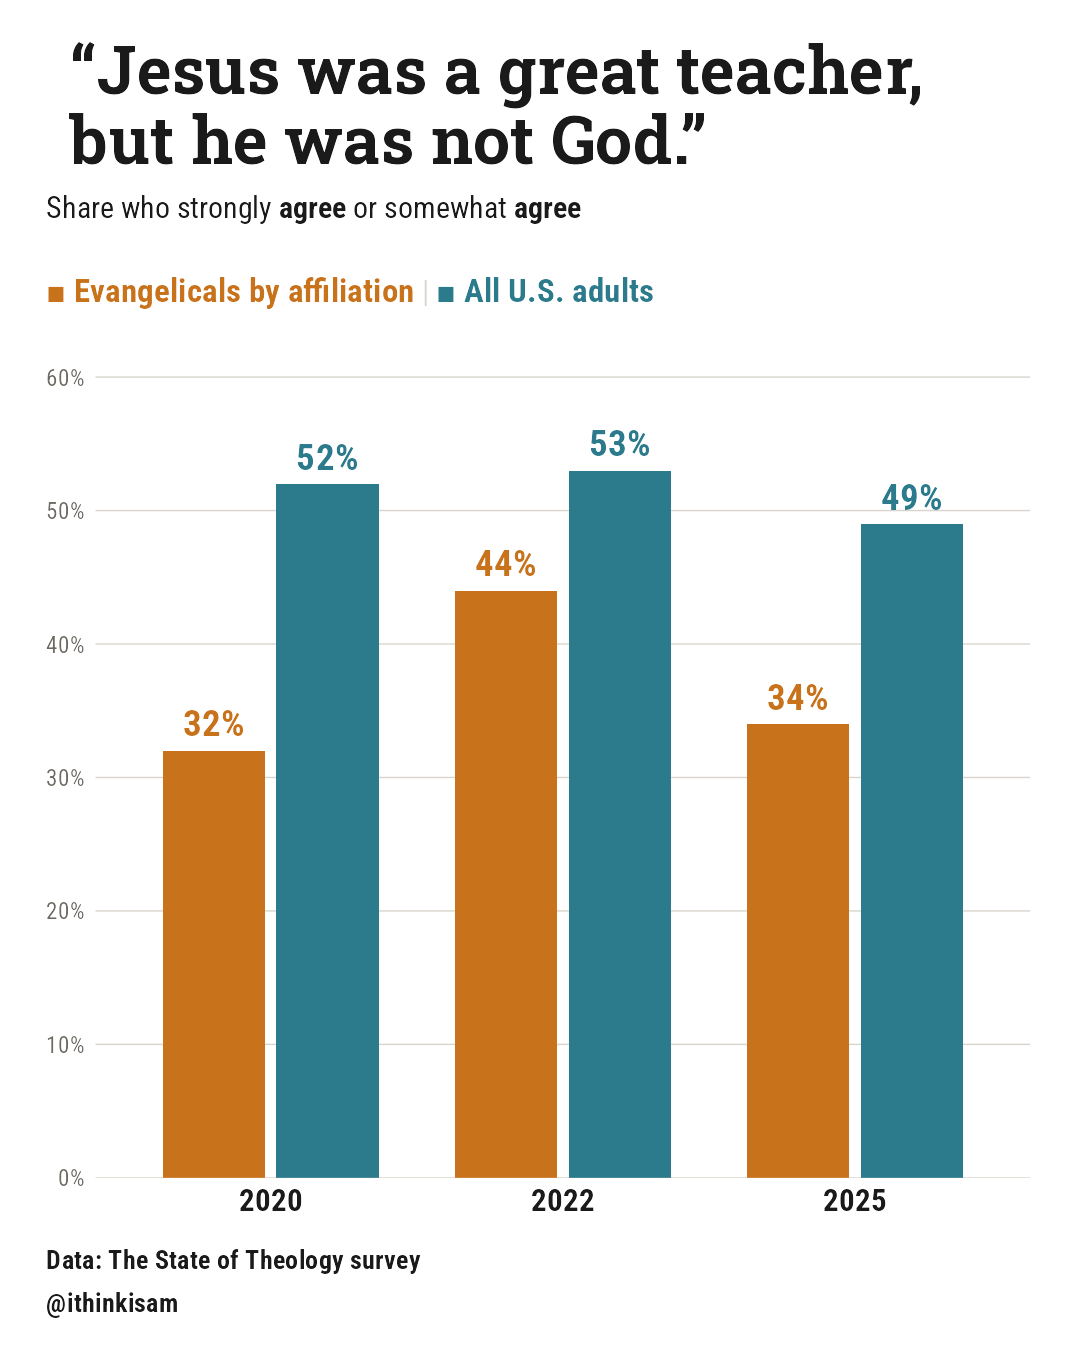 “Jesus was a great teacher,
but he was not God.”
Share who strongly agree or somewhat agree
Evangelicals by affiliation | All U.S. adults
60%
50%
40%
30%
20%
10%
0%
32%
52%
44%
53%
34%
49%
2020
2022
2025
Data: The State of Theology survey
@ithinkisam